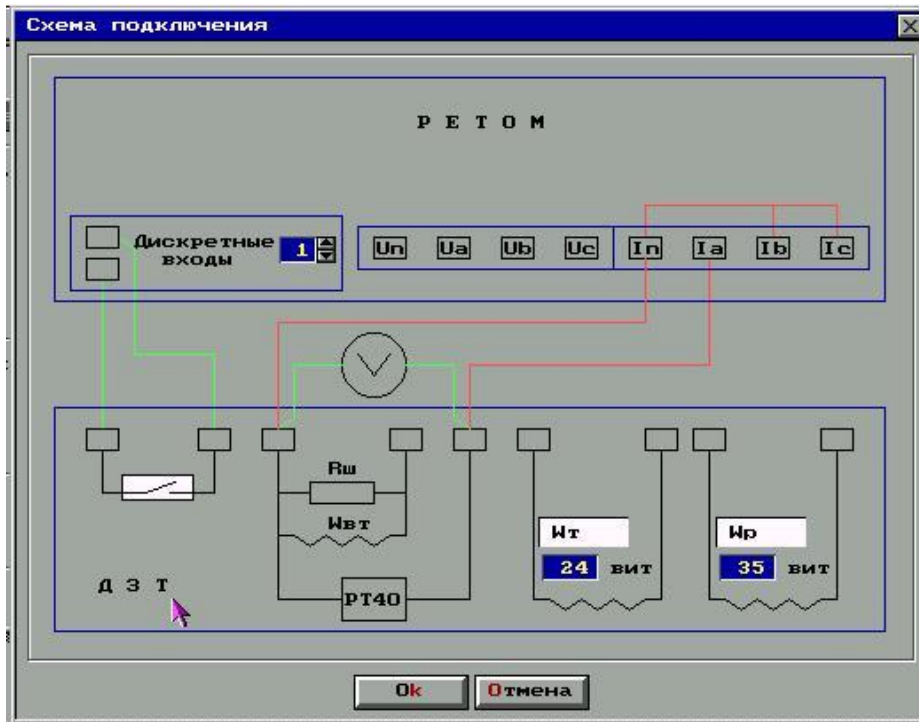 Схема подключения
Р Е Т О М
Дискретные входы 1
Un Ua Ub Uc In Ia Ib Ic
V
Rш
Wвт
РТ40
Д З Т
Wт
24 вит
Wр
35 вит
Ok Отмена